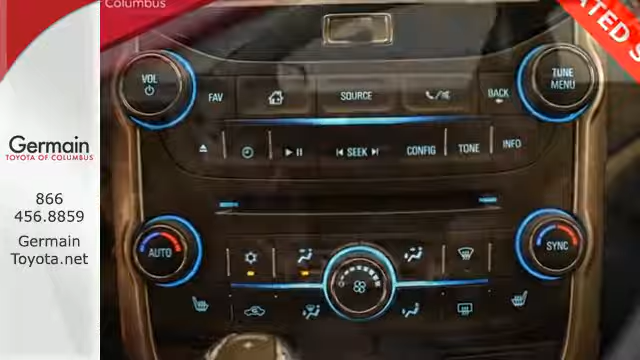 Columbus
ATED S
Germain
TOYOTA OF COLUMBUS
866
456.8859
Germain
Toyota.net
VOL
FAV
SOURCE
BACK
TUNE
MENU
SEEK
CONFIG
TONE
INFO
AUTO
SYNC